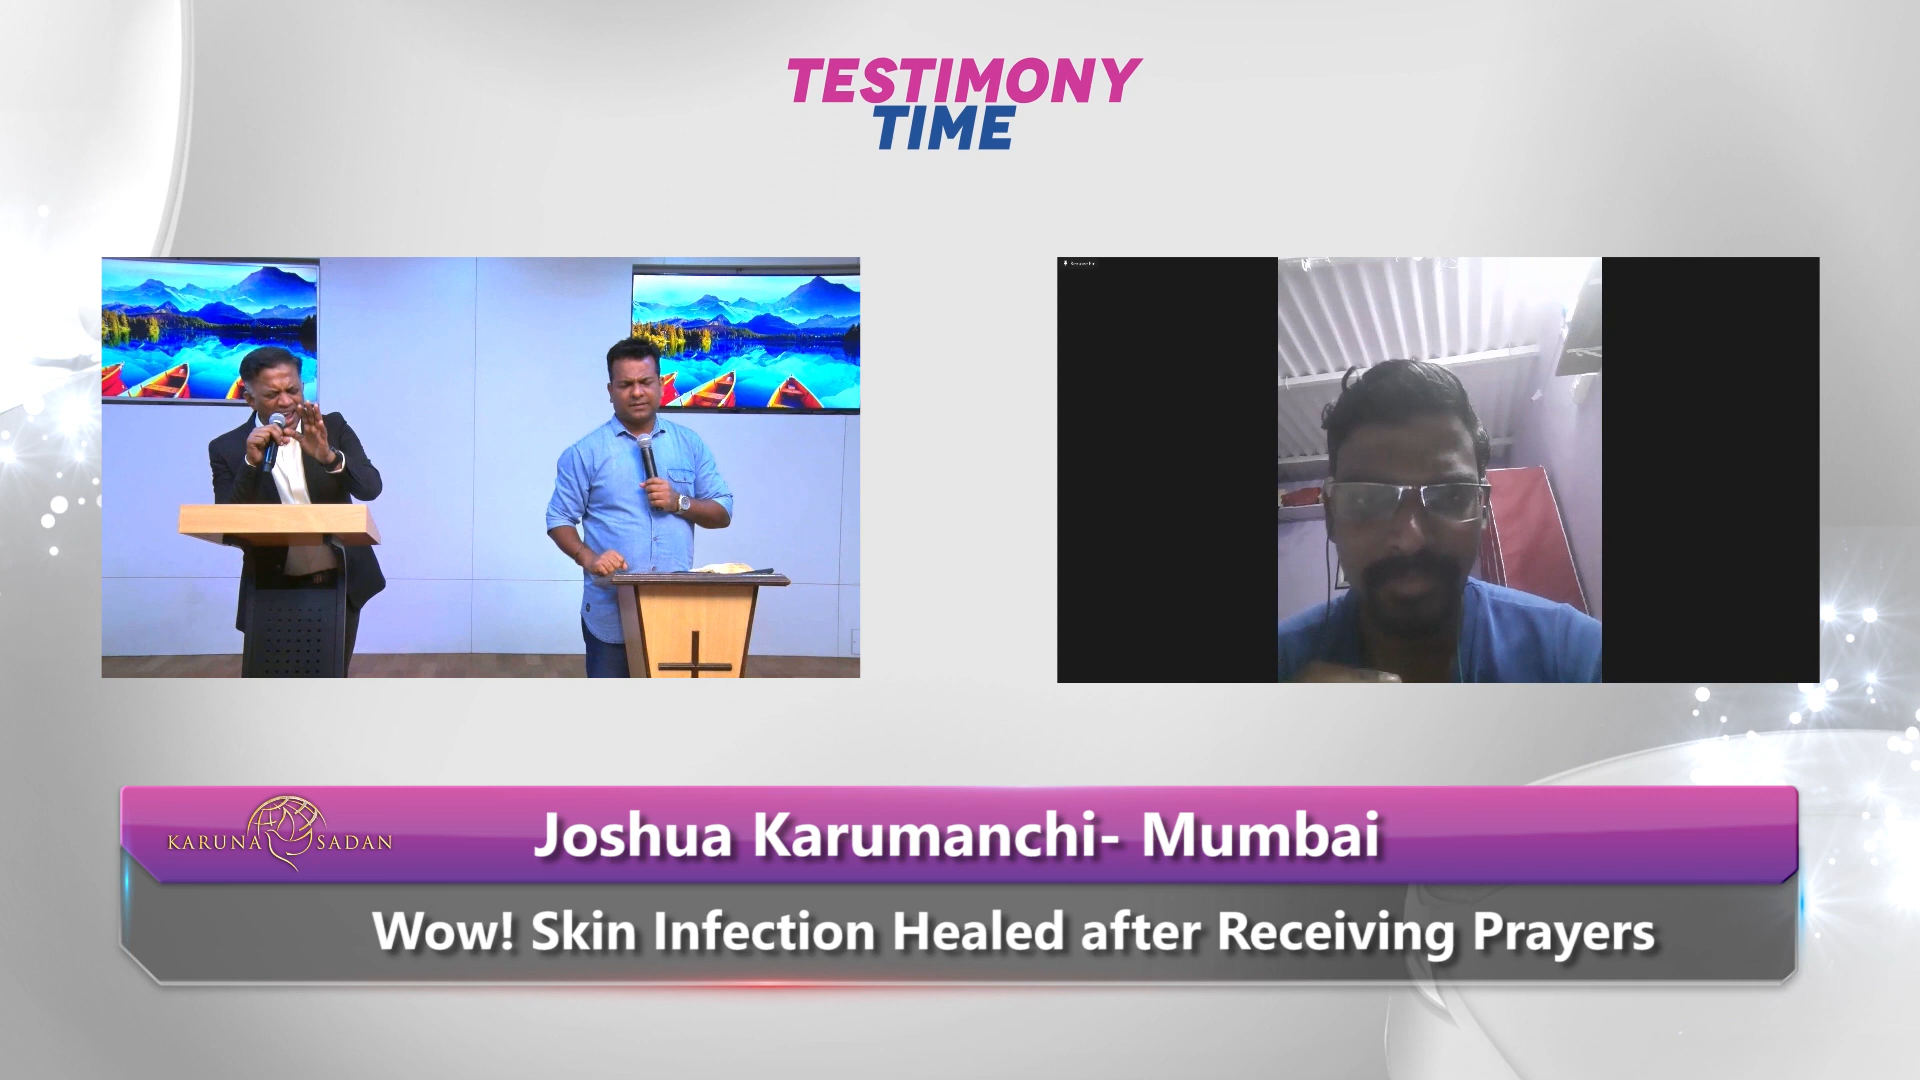 TESTIMONY
TIME
KARUNA SADAN
Joshua Karumanchi- Mumbai
Wow! Skin Infection Healed after Receiving Prayers